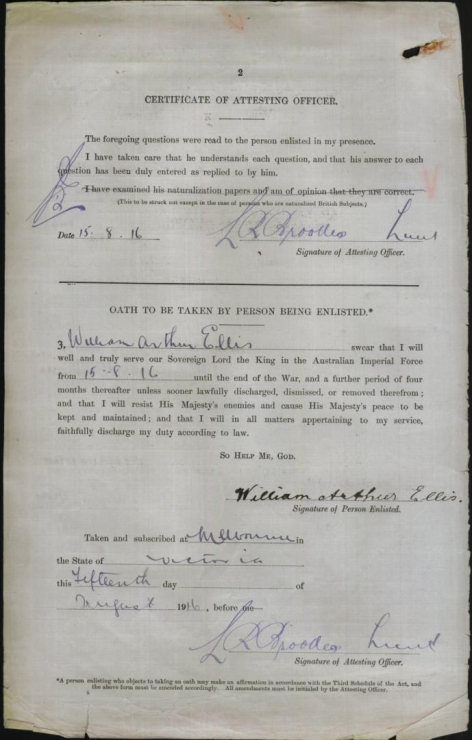 2
CERTIFICATE OF ATTESTING OFFICER.
The foregoing questions were read to the person enlisted in my presence.
I have taken care that he understands each question, and that his answer to each
question has been duly entered as replied to by him.
I have examined his naturalization papers and am of opinion that they are correct.
(This to be struck out except in the case of persons who are naturalized British Subjects.)
Date 15. 8. 16
Lieut
Signature of Attesting Officer.
OATH TO BE TAKEN BY PERSON BEING ENLISTED.*
I, William Arthur Ellis swear that I will
well and truly serve our Sovereign Lord the King in the Australian Imperial Force
from 15-8-16 until the end of the War, and a further period of four
months thereafter unless sooner lawfully discharged, dismissed, or removed therefrom ;
and that I will resist His Majesty's enemies and cause His Majesty's peace to be
kept and maintained ; and that I will in all matters appertaining to my service,
faithfully discharge my duty according to law.
SO HELP ME, GOD.
William Arthur Ellis.
Signature of Person Enlisted.
Taken and subscribed at Melbourne in
the State of Victoria
this Fifteenth day of
August 1916, before me—
Lieut
Signature of Attesting Officer.
*A person enlisting who objects to taking an oath may make an affirmation in accordance with the Third Schedule of the Act, and
the above form must be amended accordingly. All amendments must be initialed by the Attesting Officer.